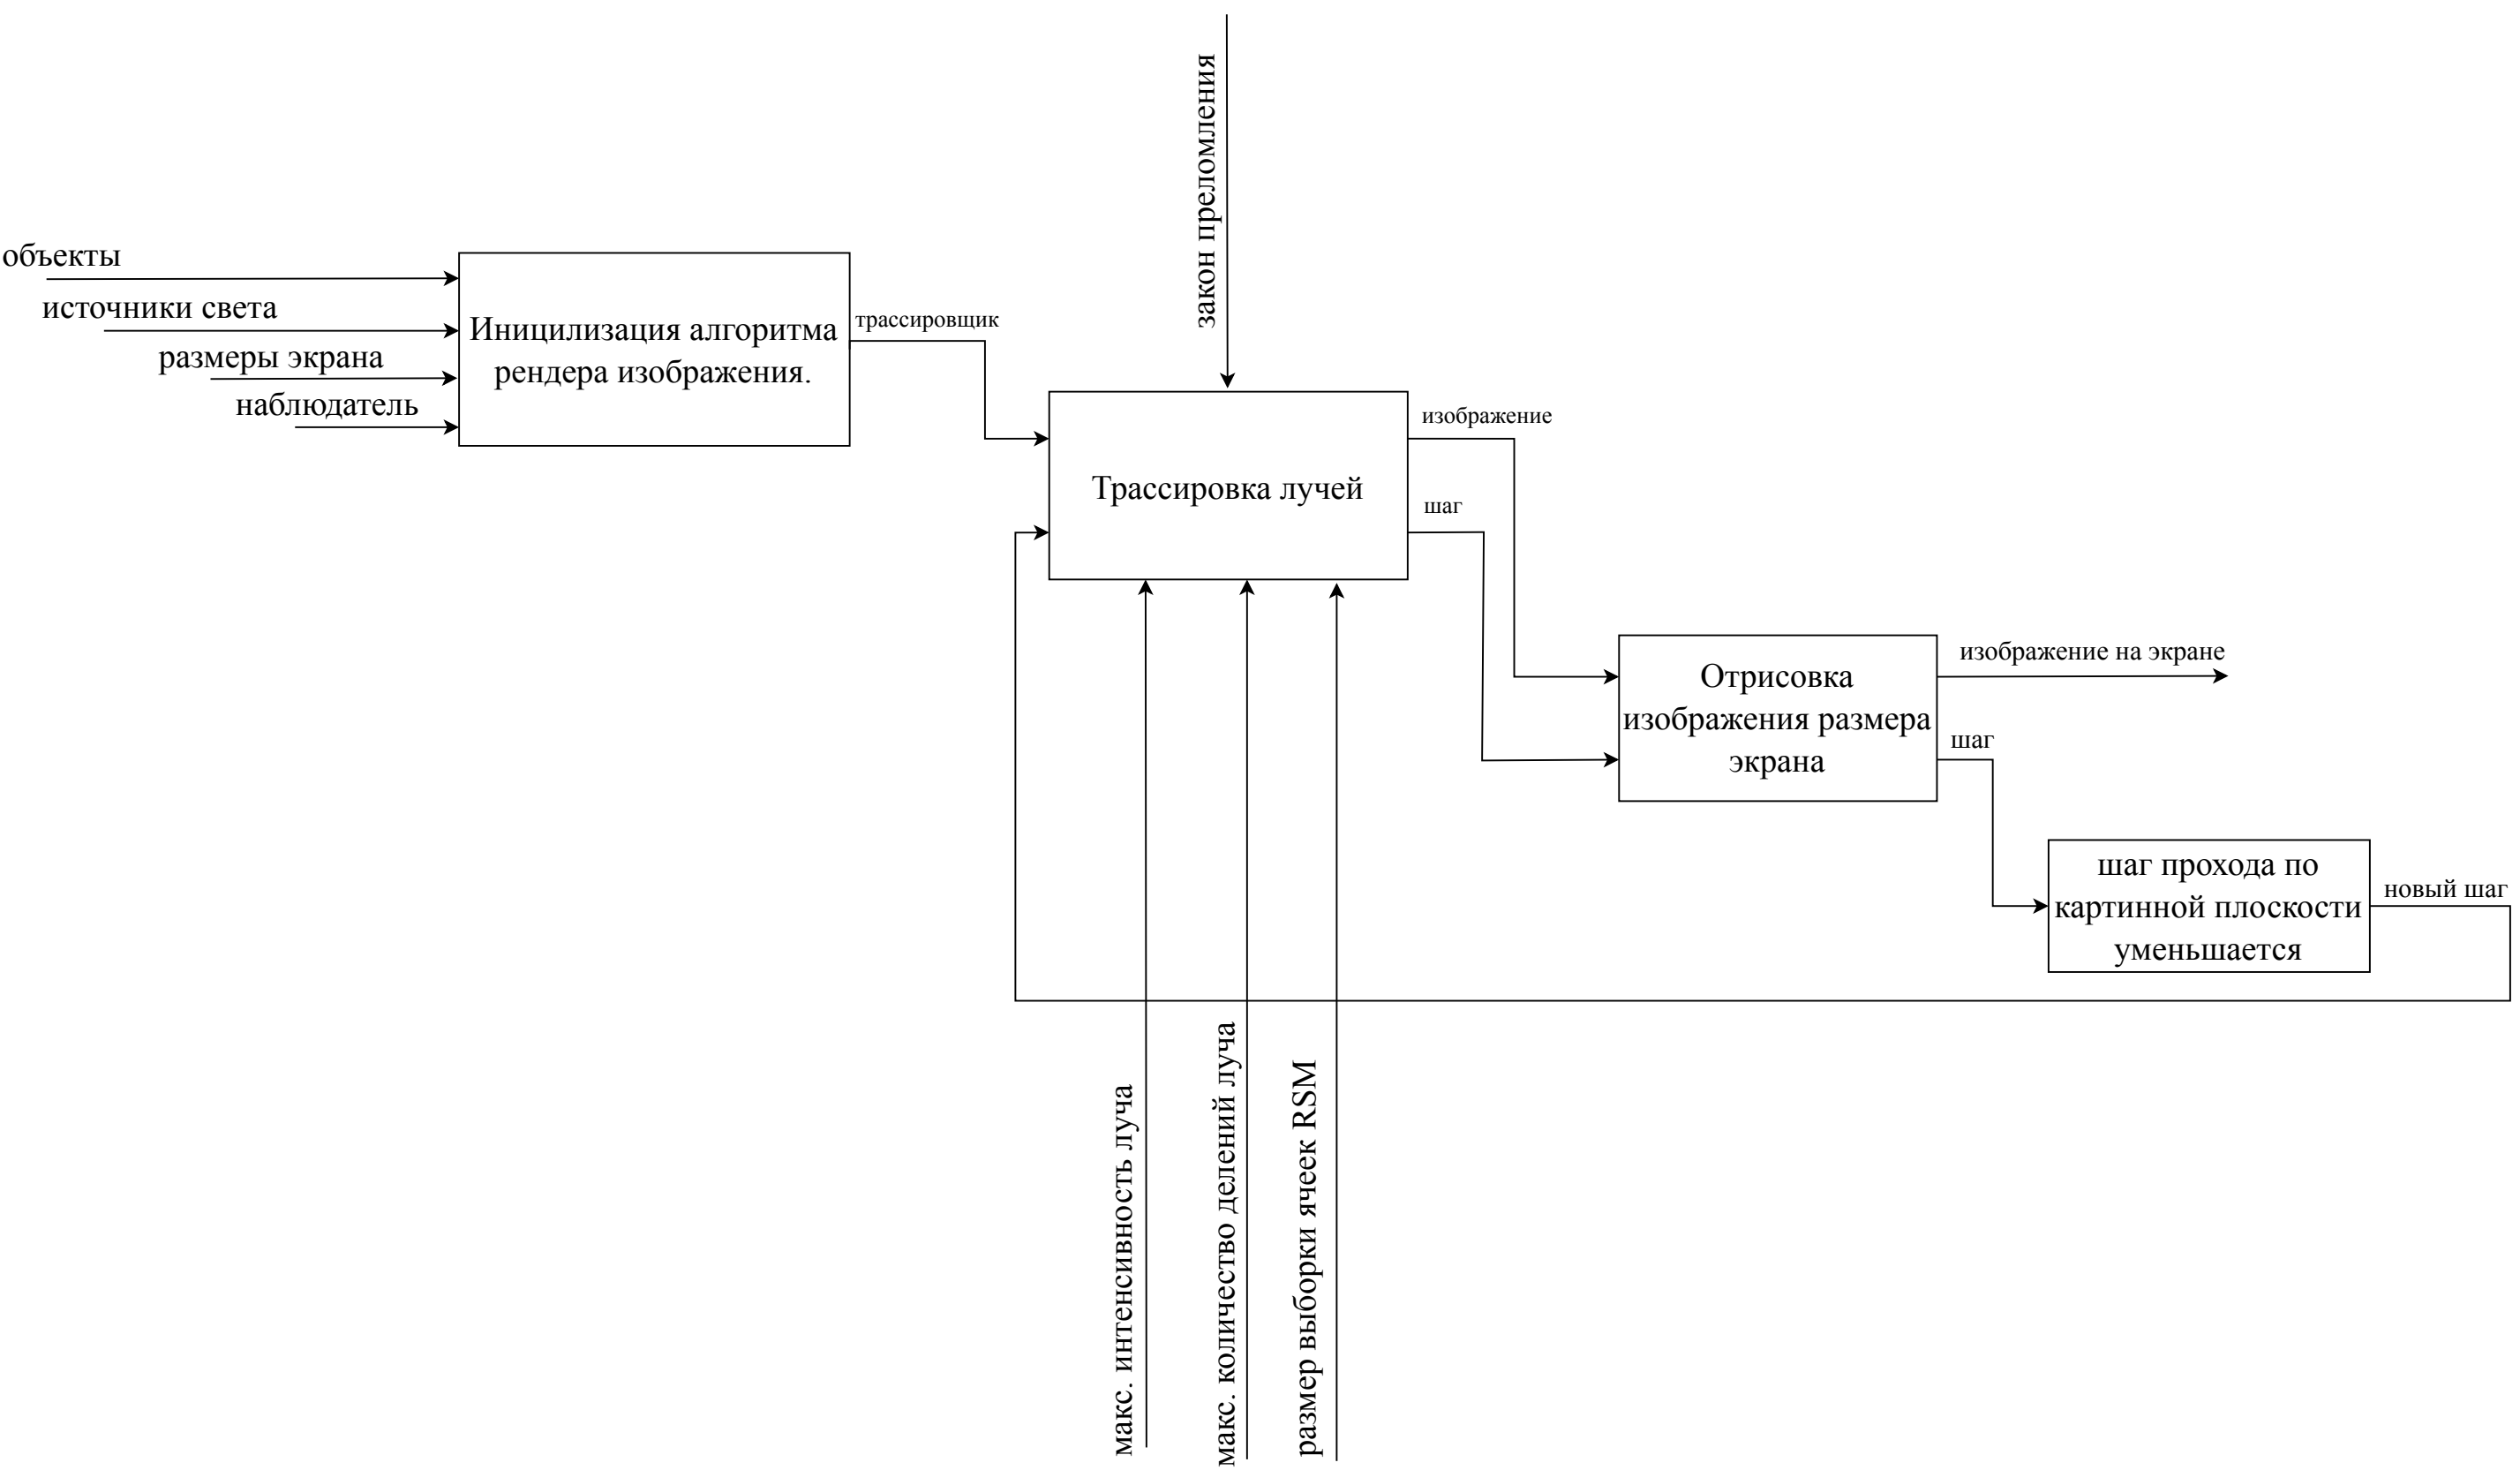 закон преломления
объекты
источники света
размеры экрана
наблюдатель
Иницилизация алгоритма
рендера изображения.
трассировщик
Трассировка лучей
изображение
шаг
Отрисовка
изображения размера
экрана
изображение на экране
шаг
шаг прохода по
картинной плоскости
уменьшается
новый шаг
макс. интенсивность луча
макс. количество делений луча
размер выборки ячеек RSM